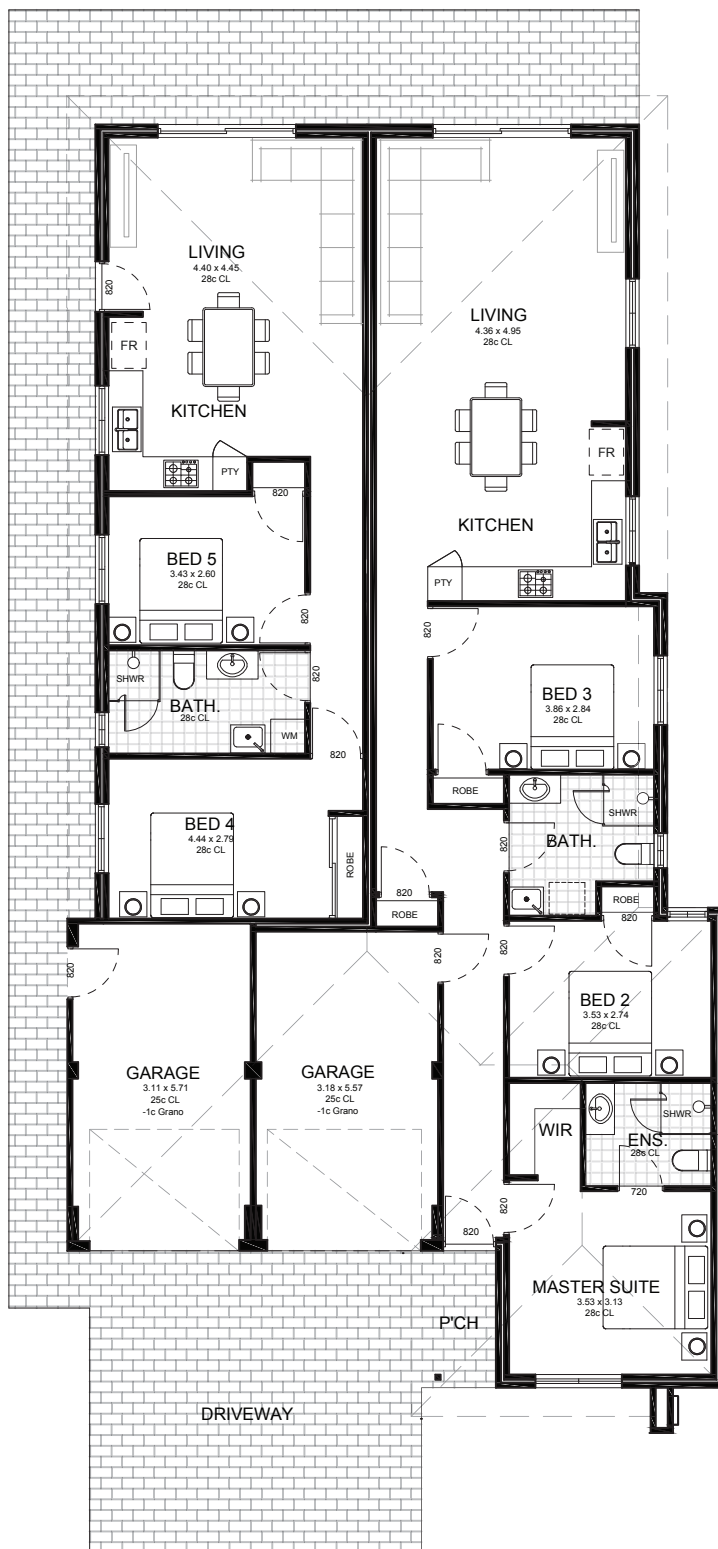 LIVING
4.40 x 4.45
28c CL
820
FR
KITCHEN
PTY
820
LIVING
4.36 x 4.95
28c CL
FR
KITCHEN
PTY
BED 5
3.43 x 2.60
28c CL
820
820
SHWR
BATH.
28c CL
WM
820
820
BED 3
3.86 x 2.84
28c CL
ROBE
BED 4
4.44 x 2.79
28c CL
ROBE
SHWR
BATH.
820
820
ROBE
ROBE
820
820
820
820
BED 2
3.53 x 2.74
28c CL
GARAGE
3.11 x 5.71
25c CL
-1c Grano
GARAGE
3.18 x 5.57
25c CL
-1c Grano
WIR
SHWR
ENS.
28c CL
720
820
820
MASTER SUITE
3.53 x 3.13
28c CL
P'CH
DRIVEWAY